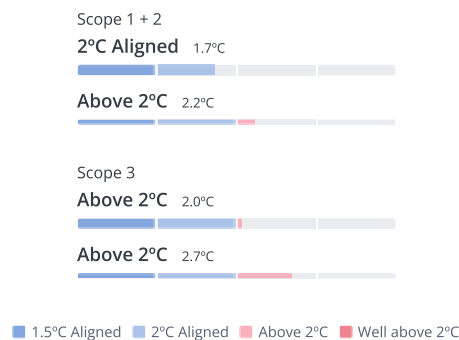 Scope 1 + 2
2ºC Aligned 1.7ºC
Above 2ºC 2.2ºC
Scope 3
Above 2ºC 2.0ºC
Above 2ºC 2.7ºC
1.5ºC Aligned 2ºC Aligned Above 2ºC Well above 2ºC